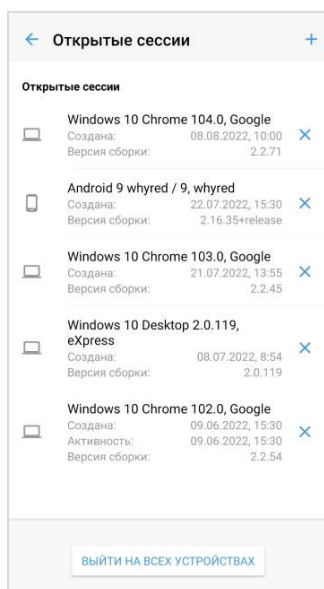 Открытые сессии
Открытые сессии
Windows 10 Chrome 104.0, Google
Создана: 08.08.2022, 10:00
Версия сборки: 2.2.71
Android 9 whyred / 9, whyred
Создана: 22.07.2022, 15:30
Версия сборки: 2.16.35+release
Windows 10 Chrome 103.0, Google
Создана: 21.07.2022, 13:55
Версия сборки: 2.2.45
Windows 10 Desktop 2.0.119,
eXpress
Создана: 08.07.2022, 8:54
Версия сборки: 2.0.119
Windows 10 Chrome 102.0, Google
Создана: 09.06.2022, 15:30
Активность: 09.06.2022, 15:30
Версия сборки: 2.2.54
ВЫЙТИ НА ВСЕХ УСТРОЙСТВАХ